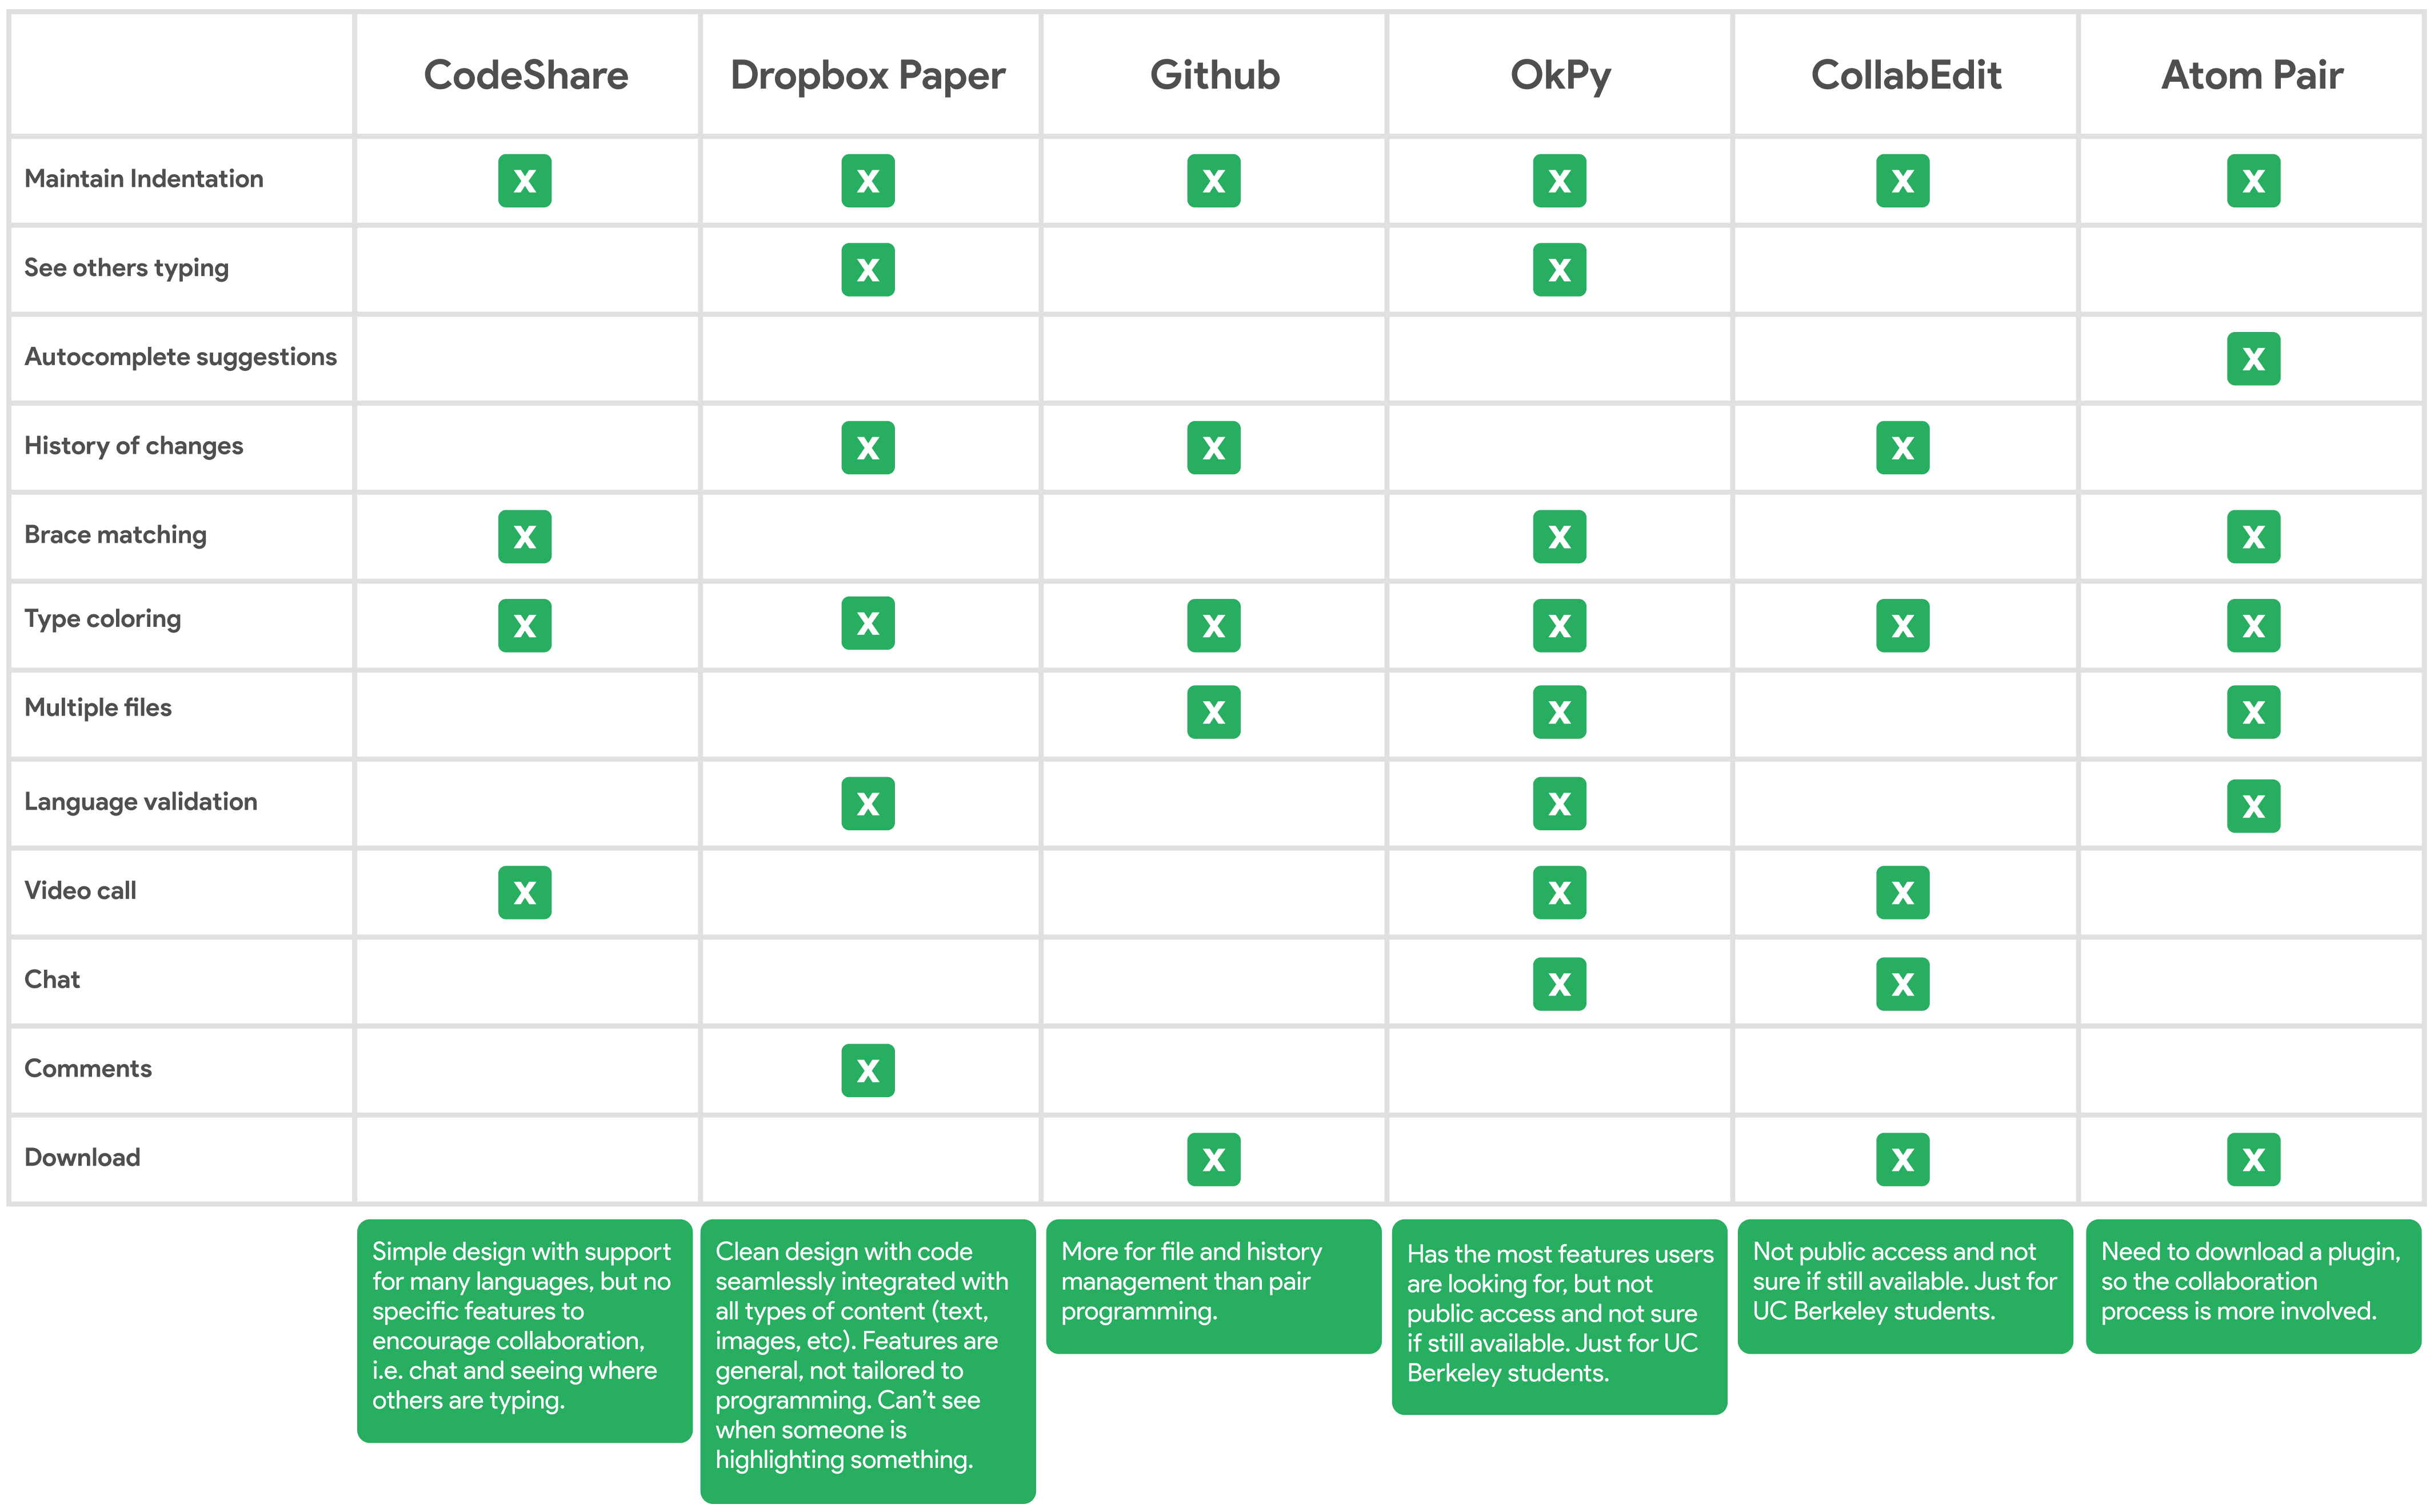 CodeShare Dropbox Paper Github OkPy CollabEdit Atom Pair
Maintain Indentation X X X X X X
See others typing X X
Autocomplete suggestions X
History of changes X X X
Brace matching X X X
Type coloring X X X X X X
Multiple files X X X
Language validation X X X
Video call X X X
Chat X X
Comments X
Download X X X
Simple design with support
for many languages, but no
specific features to
encourage collaboration,
i.e. chat and seeing where
others are typing.
Clean design with code
seamlessly integrated with
all types of content (text,
images, etc). Features are
general, not tailored to
programming. Can't see
when someone is
highlighting something.
More for file and history
management than pair
programming.
Has the most features users
are looking for, but not
public access and not sure
if still available. Just for UC
Berkeley students.
Not public access and not
sure if still available. Just for
UC Berkeley students.
Need to download a plugin,
so the collaboration
process is more involved.